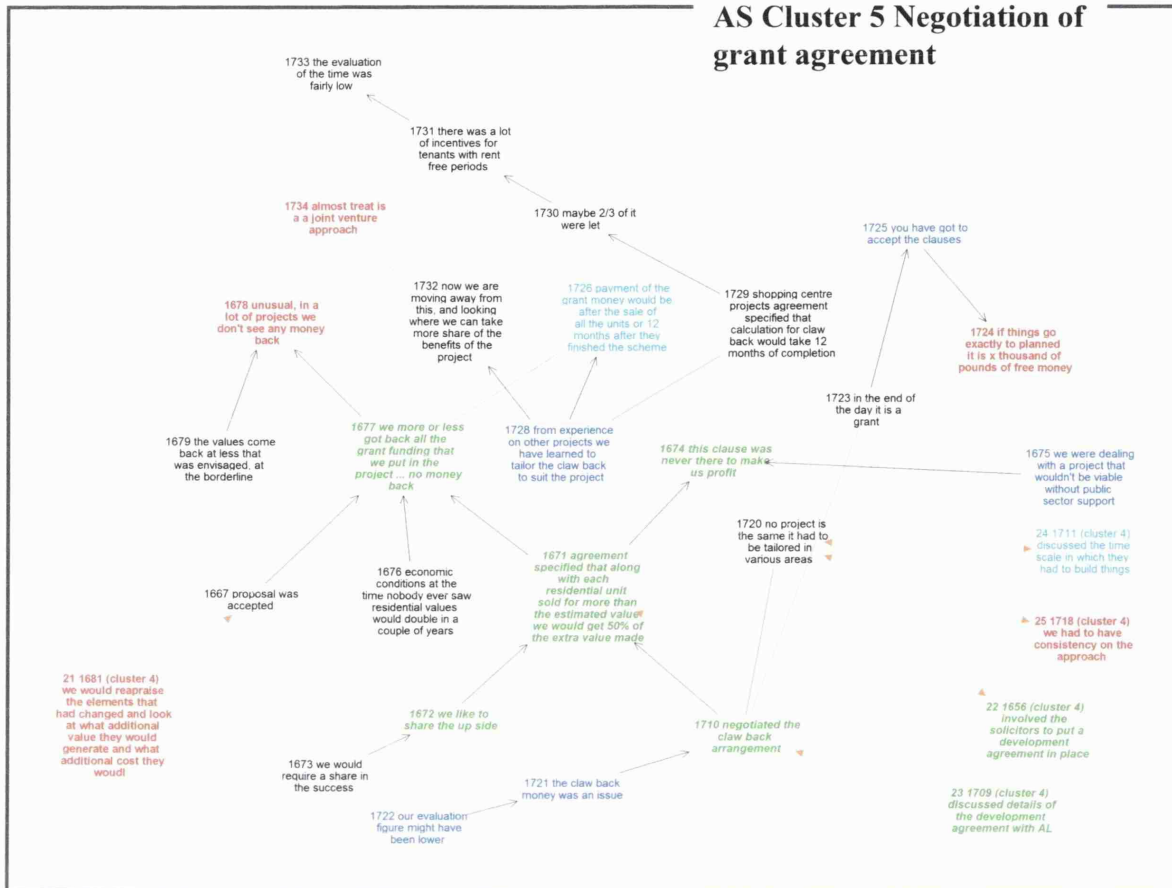 AS Cluster 5 Negotiation of
grant agreement
1733 the evaluation
of the time was
fairly low
1731 there was a lot
of incentives for
tenants with rent
free periods
1734 almost treat is
a a joint venture
approach
1730 maybe 2/3 of it
were let
1725 you have got to
accept the clauses
1678 unusual, in a
lot of projects we
don't see any money
back
1732 now we are
moving away from
this, and looking
where we can take
more share of the
benefits of the
project
1726 payment of the
grant money would be
after the sale of
all the units or 12
months after they
finished the scheme
1729 shopping centre
projects agreement
specified that
calculation for claw
back would take 12
months of completion
1724 if things go
exactly to planned
it is x thousand of
pounds of free money
1723 in the end of
the day it is a
grant
1679 the values come
back at less that
was envisaged, at
the borderline
1677 we more or less
got back all the
grant funding that
we put in the
project ... no money
back
1728 from experience
on other projects we
have learned to
tailor the claw back
to suit the project
1674 this clause was
never there to make
us profit
1675 we were dealing
with a project that
wouldn't be viable
without public
sector support
1720 no project is
the same it had to
be tailored in
various areas
24 1711 (cluster 4)
discussed the time
scale in which they
had to build things
1667 proposal was
accepted
1676 economic
conditions at the
time nobody ever saw
residential values
would double in a
couple of years
1671 agreement
specified that along
with each
residential unit
sold for more than
the estimated value
we would get 50% of
the extra value made
25 1718 (cluster 4)
we had to have
consistency on the
approach
21 1681 (cluster 4)
we would reapraise
the elements that
had changed and look
at what additional
value they would
generate and what
additional cost they
woudl
1672 we like to
share the up side
1710 negotiated the
claw back
arrangement
22 1656 (cluster 4)
involved the
solicitors to put a
development
agreement in place
1673 we would
require a share in
the success
1721 the claw back
money was an issue
23 1709 (cluster 4)
discussed details of
the development
agreement with AL
1722 our evaluation
figure might have
been lower